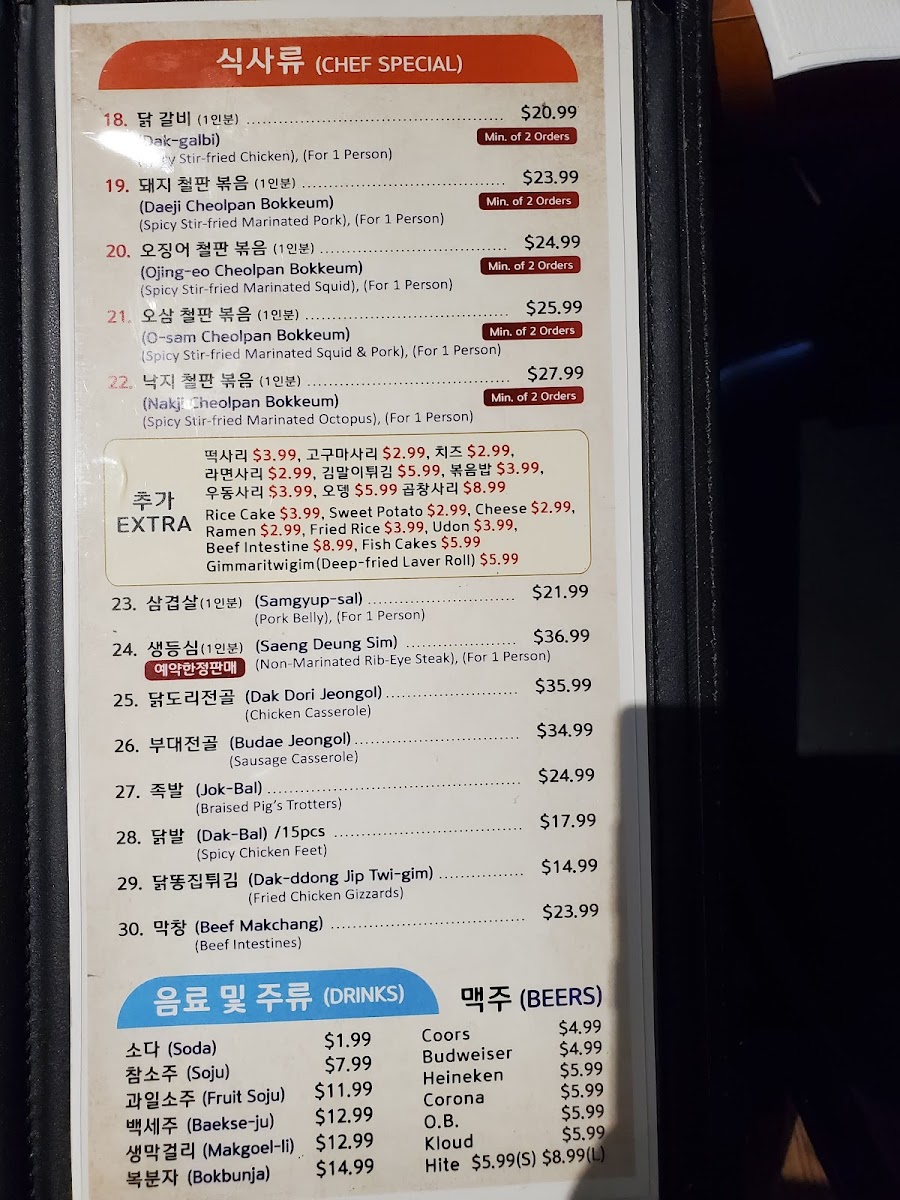 식사류 (CHEF SPECIAL)
18. 닭 갈비 (1인분) ........ $20.99
(Dak-galbi) Min. of 2 Orders
Stir-fried Chicken), (For 1 Person)
19. 돼지 철판 볶음 (1인분) ........ $23.99
(Daeji Cheolpan Bokkeum) Min. of 2 Orders
(Spicy Stir-fried Marinated Pork), (For 1 Person)
20. 오징어 철판 볶음 (1인분) ........ $24.99
(Ojing-eo Cheolpan Bokkeum) Min. of 2 Orders
(Spicy Stir-fried Marinated Squid), (For 1 Person)
21. 오삼 철판 볶음 (1인분) ........ $25.99
(O-sam Cheolpan Bokkeum) Min. of 2 Orders
(Spicy Stir-fried Marinated Squid & Pork), (For 1 Person)
22. 낙지 철판 볶음 (1인분) ........ $27.99
(Nakji Cheolpan Bokkeum) Min. of 2 Orders
(Spicy Stir-fried Marinated Octopus), (For 1 Person)
추가
EXTRA
떡사리 $3.99, 고구마사리 $2.99, 치즈 $2.99,
라면사리 $2.99, 김말이튀김 $5.99, 볶음밥 $3.99,
우동사리 $3.99, 오뎅 $5.99 곱창사리 $8.99
Rice Cake $3.99, Sweet Potato $2.99, Cheese $2.99,
Ramen $2.99, Fried Rice $3.99, Udon $3.99,
Beef Intestine $8.99, Fish Cakes $5.99
Gimmaritwigim(Deep-fried Laver Roll) $5.99
23. 삼겹살(1인분) (Samgyup-sal) ........ $21.99
(Pork Belly), (For 1 Person)
24. 생등심(1인분) (Saeng Deung Sim) ........ $36.99
예약한정판매 (Non-Marinated Rib-Eye Steak), (For 1 Person)
25. 닭도리전골 (Dak Dori Jeongol) ........ $35.99
(Chicken Casserole)
26. 부대전골 (Budae Jeongol) ........ $34.99
(Sausage Casserole)
27. 족발 (Jok-Bal) ........ $24.99
(Braised Pig's Trotters)
28. 닭발 (Dak-Bal) /15pcs ........ $17.99
(Spicy Chicken Feet)
29. 닭똥집튀김 (Dak-ddong Jip Twi-gim) ........ $14.99
(Fried Chicken Gizzards)
30. 막창 (Beef Makchang) ........ $23.99
(Beef Intestines)
음료 및 주류 (DRINKS)
소다 (Soda) $1.99
참소주 (Soju) $7.99
과일소주 (Fruit Soju) $11.99
백세주 (Baekse-ju) $12.99
생막걸리 (Makgoel-li) $12.99
복분자 (Bokbunja) $14.99
맥주 (BEERS)
Coors $4.99
Budweiser $4.99
Heineken $5.99
Corona $5.99
O.B. $5.99
Kloud $5.99
Hite $5.99(S) $8.99(L)